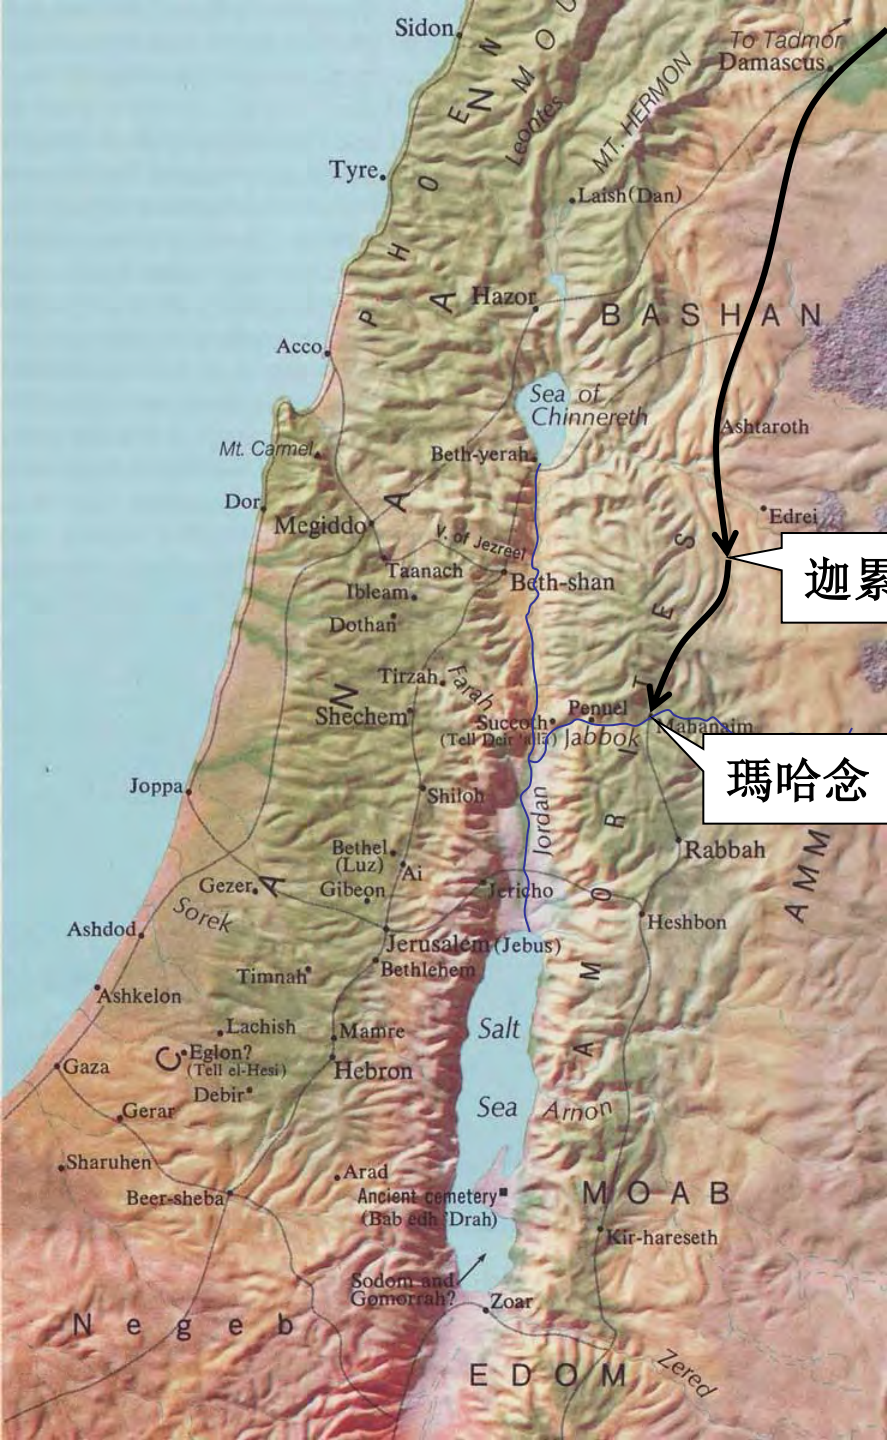 Sidon
To Tadmor
Damascus
MT. HERMON
Leontes
Tyre
Laish (Dan)
PHOENN
MOU
Hazor
BASHAN
Acco
Sea of
Chinnereth
Ashtaroth
Mt. Carmel
Beth-yerah
Dor
Edrei
Megiddo
V. of Jezreel
Taanach
Beth-shan
Ibleam
迦累
Dothan
Tirzah
Farah
Penuel
Shechem
Succoth
(Tell Deir 'alla)
Jabbok
Mahanaim
瑪哈念
Joppa
Shiloh
Jordan
Bethel
(Luz)
Ai
Rabbah
AMM
Gezer
Gibeon
Jericho
Sorek
Heshbon
Ashdod
Jerusalem (Jebus)
Bethlehem
Timnah
Ashkelon
CANAAN
AMORITES
Lachish
Mamre
Salt
Sea
Eglon?
(Tell el-Hesi)
Gaza
Hebron
Debir
Arnon
Gerar
Sharuhen
Arad
Beer-sheba
Ancient cemetery
(Bab edh 'Drah)
MOAB
Kir-hareseth
Sodom and
Gomorrah?
Zoar
Negeb
EDOM
Zered